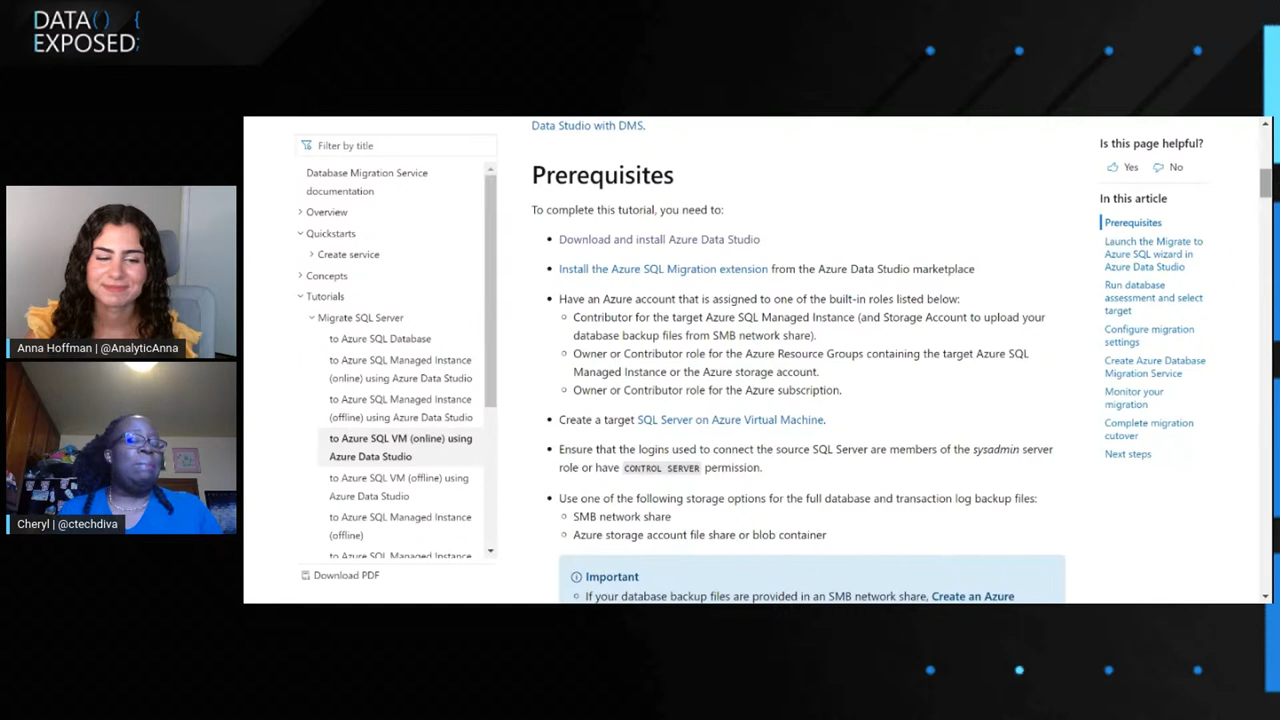 DATA() {
EXPOSED;
Anna Hoffman | @AnalyticAnna
Cheryl | @ctechdiva
Filter by title
Database Migration Service
documentation
Overview
Quickstarts
Create service
Concepts
Tutorials
Migrate SQL Server
to Azure SQL Database
to Azure SQL Managed Instance
(online) using Azure Data Studio
to Azure SQL Managed Instance
(offline) using Azure Data Studio
to Azure SQL VM (online) using
Azure Data Studio
to Azure SQL VM (offline) using
Azure Data Studio
to Azure SQL Managed Instance
(offline)
to Azure SQL Managed Instance
Download PDF
Data Studio with DMS.
Prerequisites
To complete this tutorial, you need to:
• Download and install Azure Data Studio
• Install the Azure SQL Migration extension from the Azure Data Studio marketplace
• Have an Azure account that is assigned to one of the built-in roles listed below:
○ Contributor for the target Azure SQL Managed Instance (and Storage Account to upload your
database backup files from SMB network share).
○ Owner or Contributor role for the Azure Resource Groups containing the target Azure SQL
Managed Instance or the Azure storage account.
○ Owner or Contributor role for the Azure subscription.
• Create a target SQL Server on Azure Virtual Machine.
• Ensure that the logins used to connect the source SQL Server are members of the sysadmin server
role or have CONTROL SERVER permission.
• Use one of the following storage options for the full database and transaction log backup files:
○ SMB network share
○ Azure storage account file share or blob container
Important
○ If your database backup files are provided in an SMB network share, Create an Azure
Is this page helpful?
Yes No
In this article
Prerequisites
Launch the Migrate to
Azure SQL wizard in
Azure Data Studio
Run database
assessment and select
target
Configure migration
settings
Create Azure Database
Migration Service
Monitor your
migration
Complete migration
cutover
Next steps